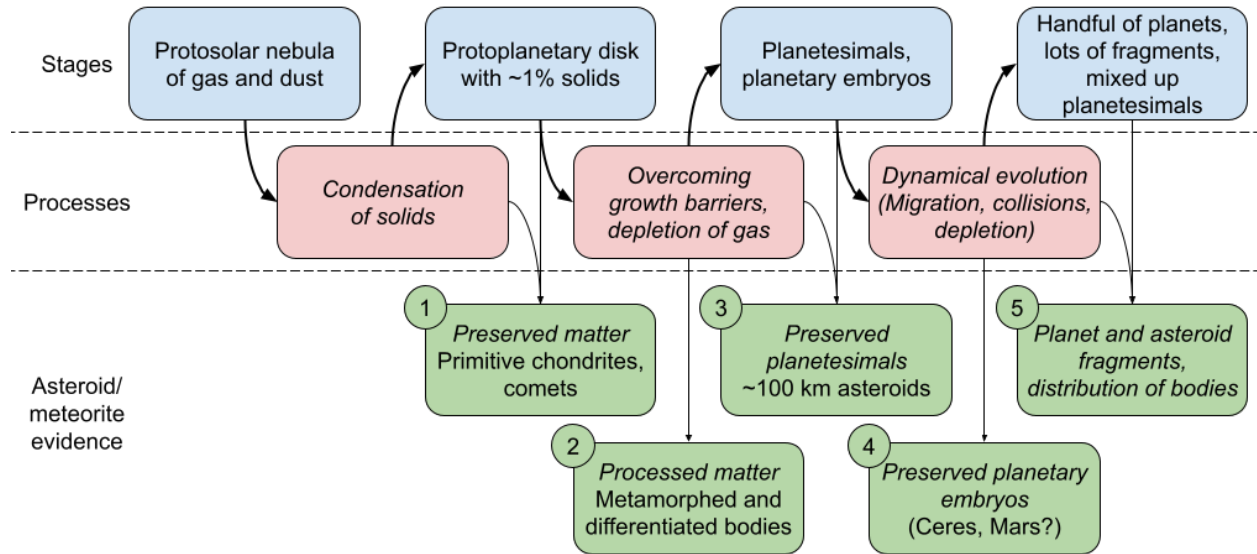 Stages
Protosolar nebula
of gas and dust
Protoplanetary disk
with ~1% solids
Planetesimals,
planetary embryos
Handful of planets,
lots of fragments,
mixed up
planetesimals
Processes
Condensation
of solids
Overcoming
growth barriers,
depletion of gas
Dynamical evolution
(Migration, collisions,
depletion)
Asteroid/
meteorite
evidence
1
Preserved matter
Primitive chondrites,
comets
2
Processed matter
Metamorphed and
differentiated bodies
3
Preserved
planetesimals
~100 km asteroids
4
Preserved planetary
embryos
(Ceres, Mars?)
5
Planet and asteroid
fragments,
distribution of bodies